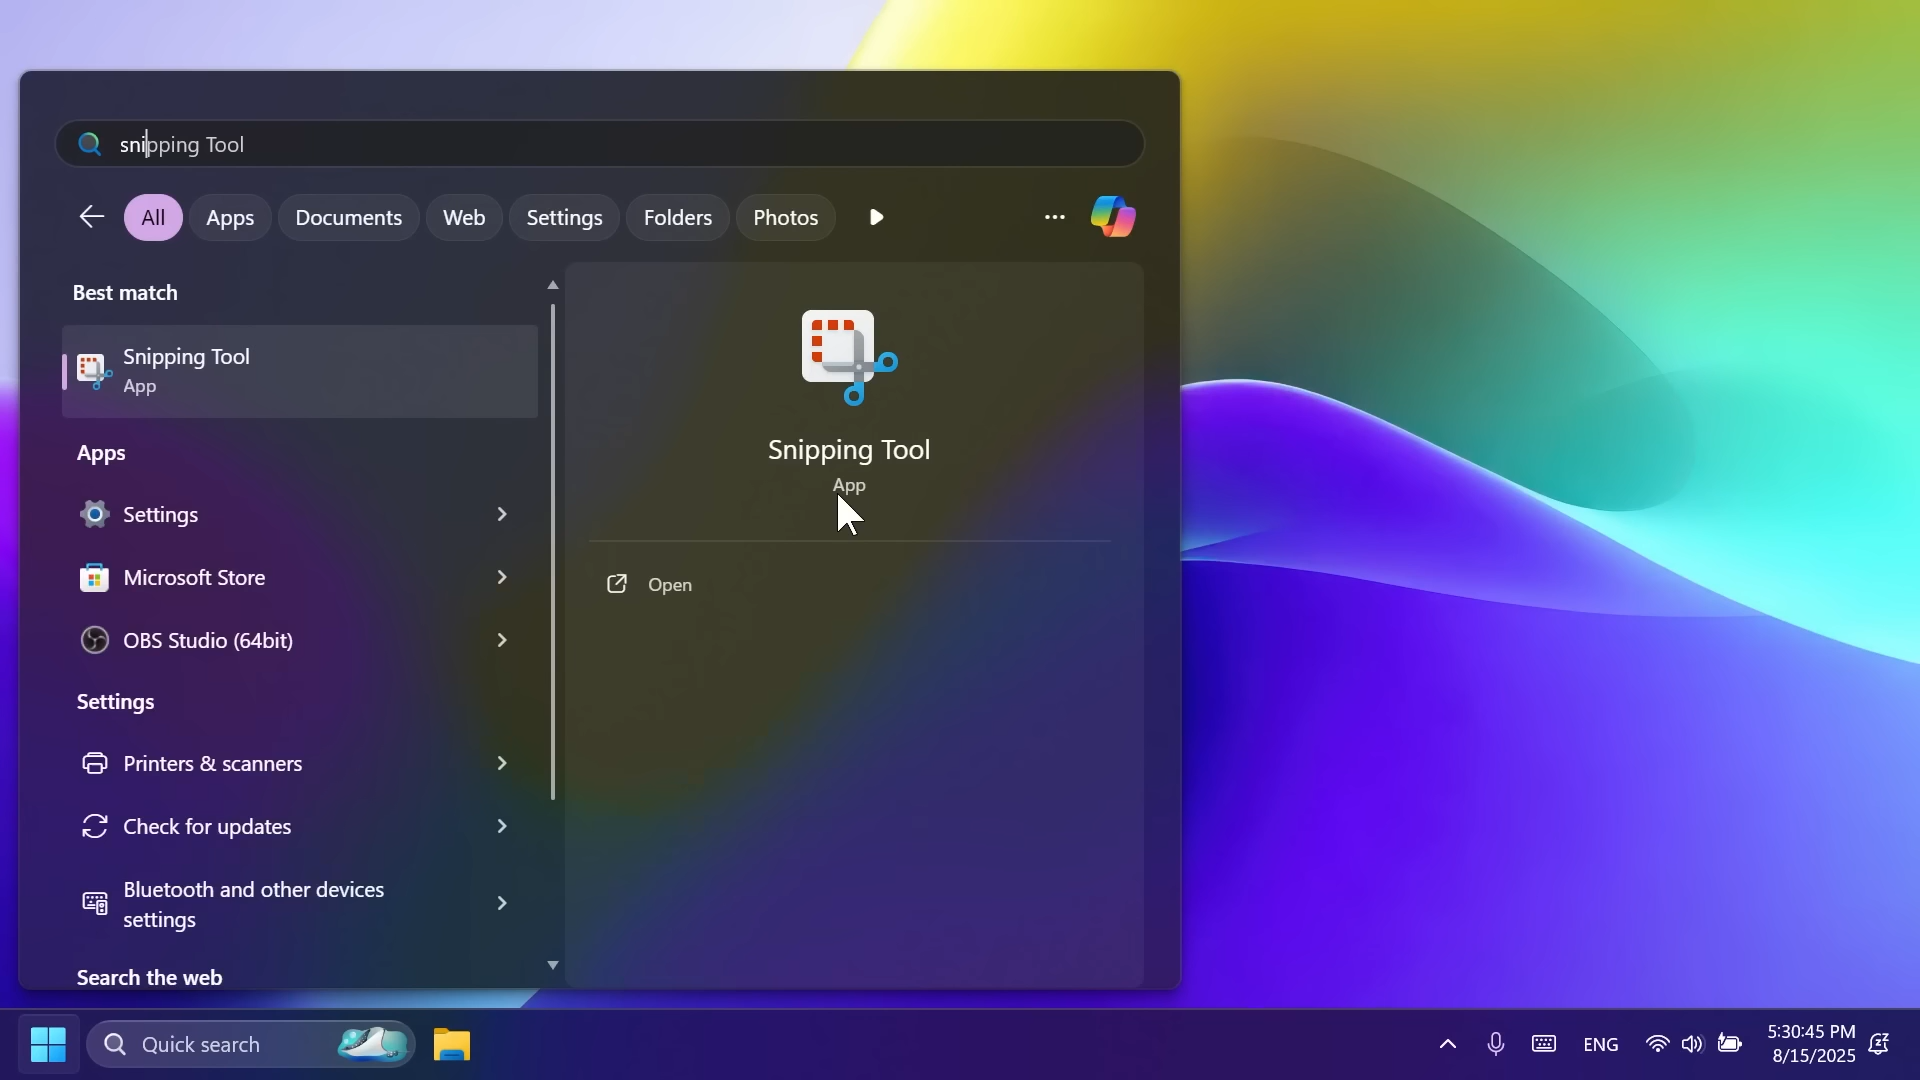 snipping Tool
All Apps Documents Web Settings Folders Photos
Best match
Snipping Tool
App
Apps
Settings
Microsoft Store
OBS Studio (64bit)
Settings
Printers & scanners
Check for updates
Bluetooth and other devices
settings
Search the web
Snipping Tool
App
Open
Quick search
ENG
5:30:45 PM
8/15/2025